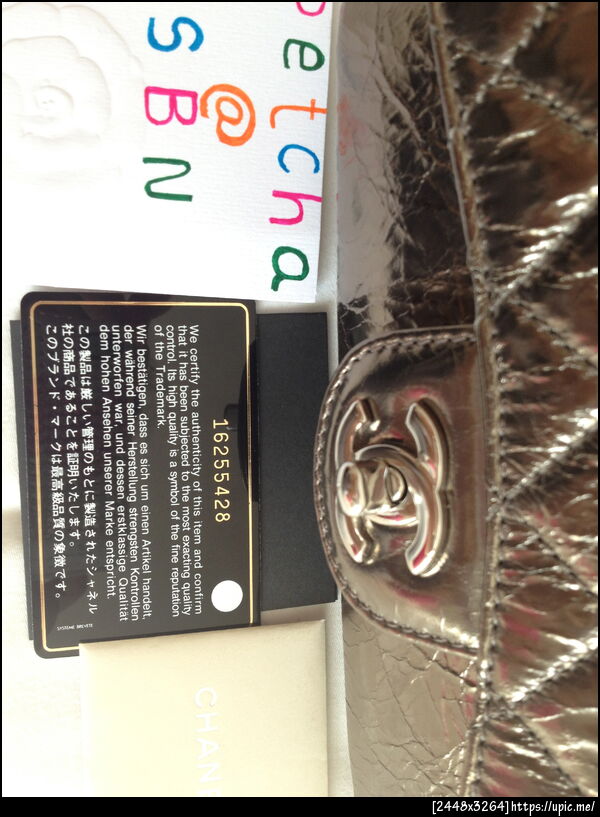 petcha
@
SBN
16255428
We certify the authenticity of this item and confirm
that it has been subjected to the most exacting quality
control. Its high quality is a symbol of the fine reputation
of the Trademark.
Wir bestätigen, dass es sich um einen Artikel handelt,
der während seiner Herstellung strengsten Kontrollen
unterworfen war, und dessen erstklassige Qualität
dem hohen Ansehen unserer Marke entspricht.
この製品は厳しい管理のもとに製造されたシャネル
社の商品であることを証明いたします。
このブランド・マークは最高級品質の象徴です。
SYSTEME BREVETE
CHANE
[2448x3264]https://upic.me/